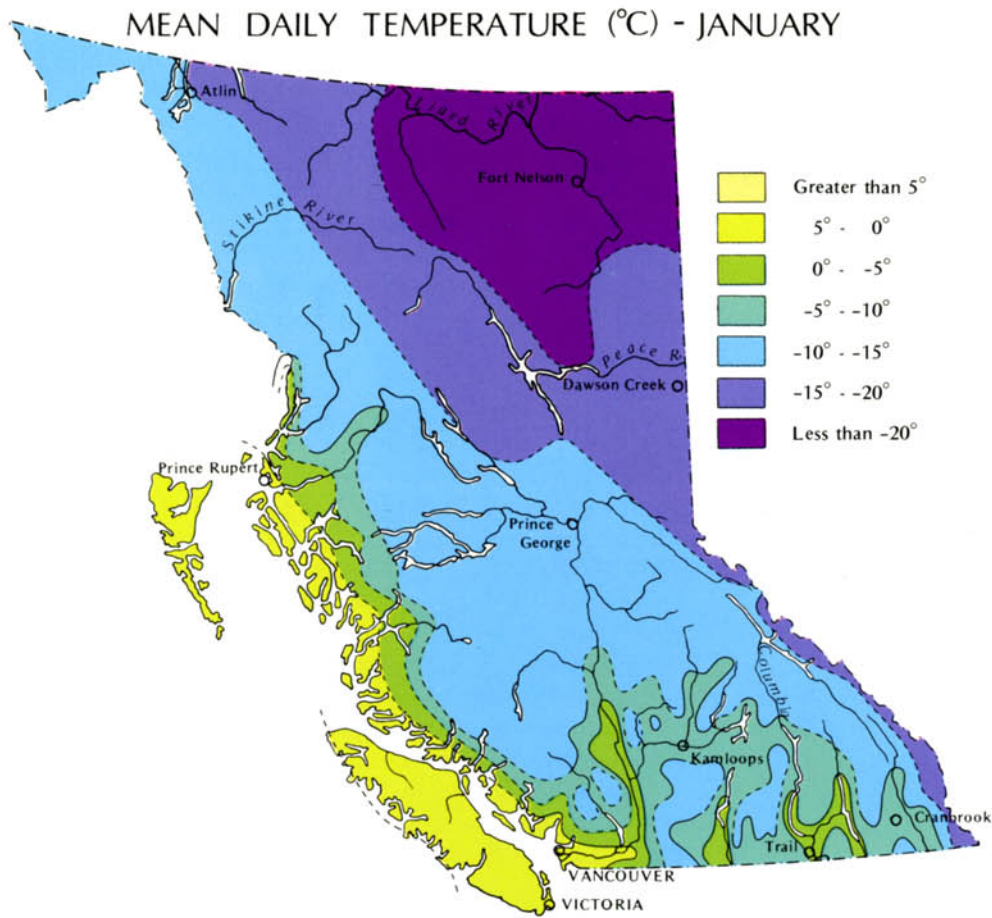 MEAN DAILY TEMPERATURE (°C) - JANUARY
Atlin
Liard River
Fort Nelson
Stikine River
Greater than 5°
5° - 0°
0° - -5°
-5° - -10°
-10° - -15°
-15° - -20°
Less than -20°
Peace R
Dawson Creek
Prince Rupert
Prince
George
Columbia
Kamloops
Cranbrook
Trail
VANCOUVER
VICTORIA